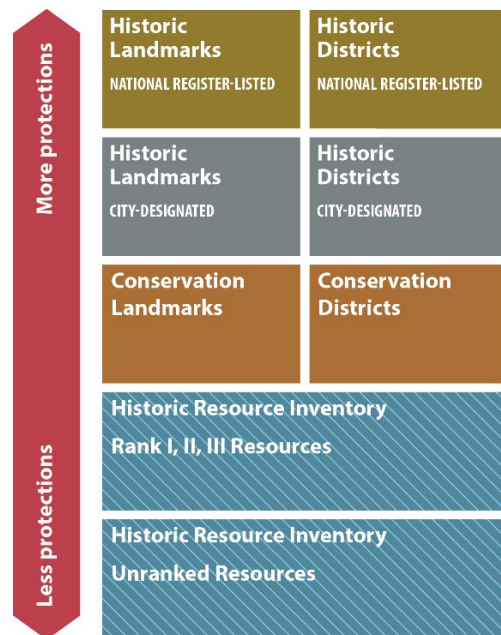 More protections
Less protections
Historic
Landmarks
NATIONAL REGISTER-LISTED
Historic
Districts
NATIONAL REGISTER-LISTED
Historic
Landmarks
CITY-DESIGNATED
Historic
Districts
CITY-DESIGNATED
Conservation
Landmarks
Conservation
Districts
Historic Resource Inventory
Rank I, II, III Resources
Historic Resource Inventory
Unranked Resources